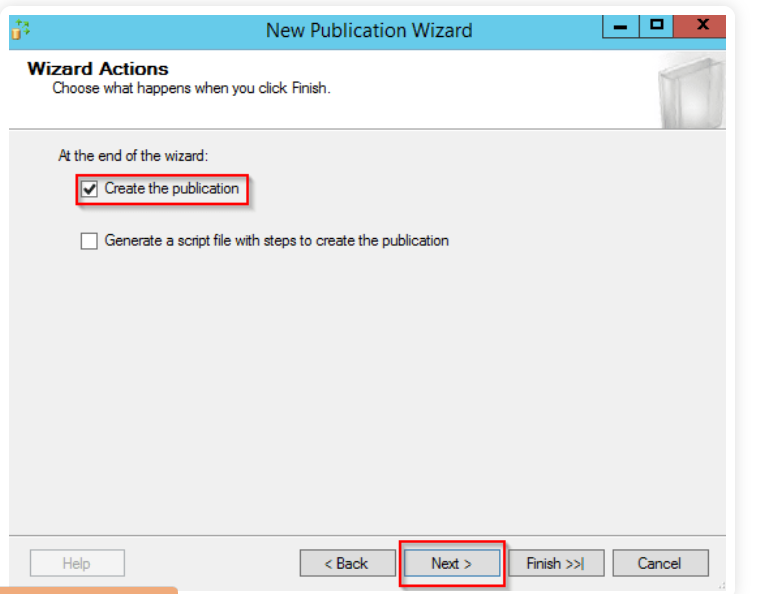 New Publication Wizard
Wizard Actions
Choose what happens when you click Finish.
At the end of the wizard:
Create the publication
Generate a script file with steps to create the publication
Help < Back Next > Finish >>| Cancel